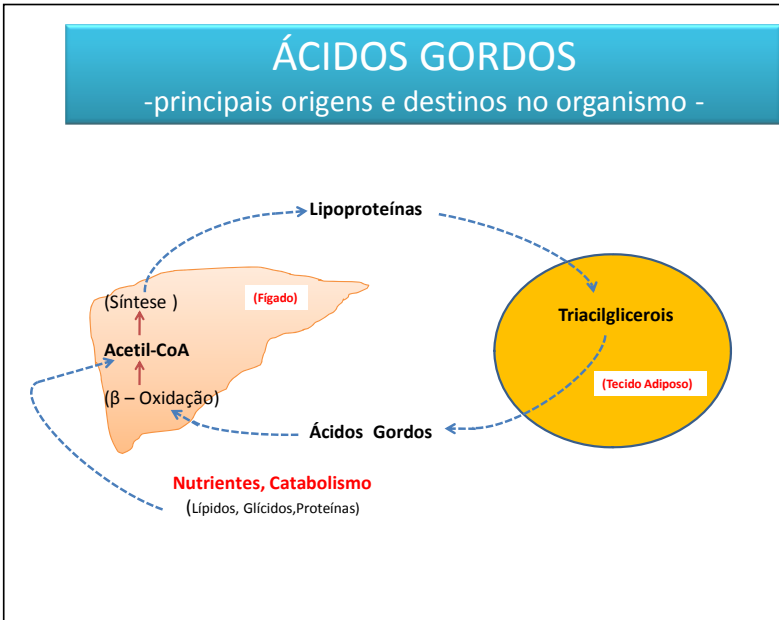 ÁCIDOS GORDOS
-principais origens e destinos no organismo -
Lipoproteínas
(Síntese )
(Fígado)
Triacilglicerois
Acetil-CoA
(Tecido Adiposo)
(β – Oxidação)
Ácidos Gordos
Nutrientes, Catabolismo
(Lípidos, Glícidos,Proteínas)